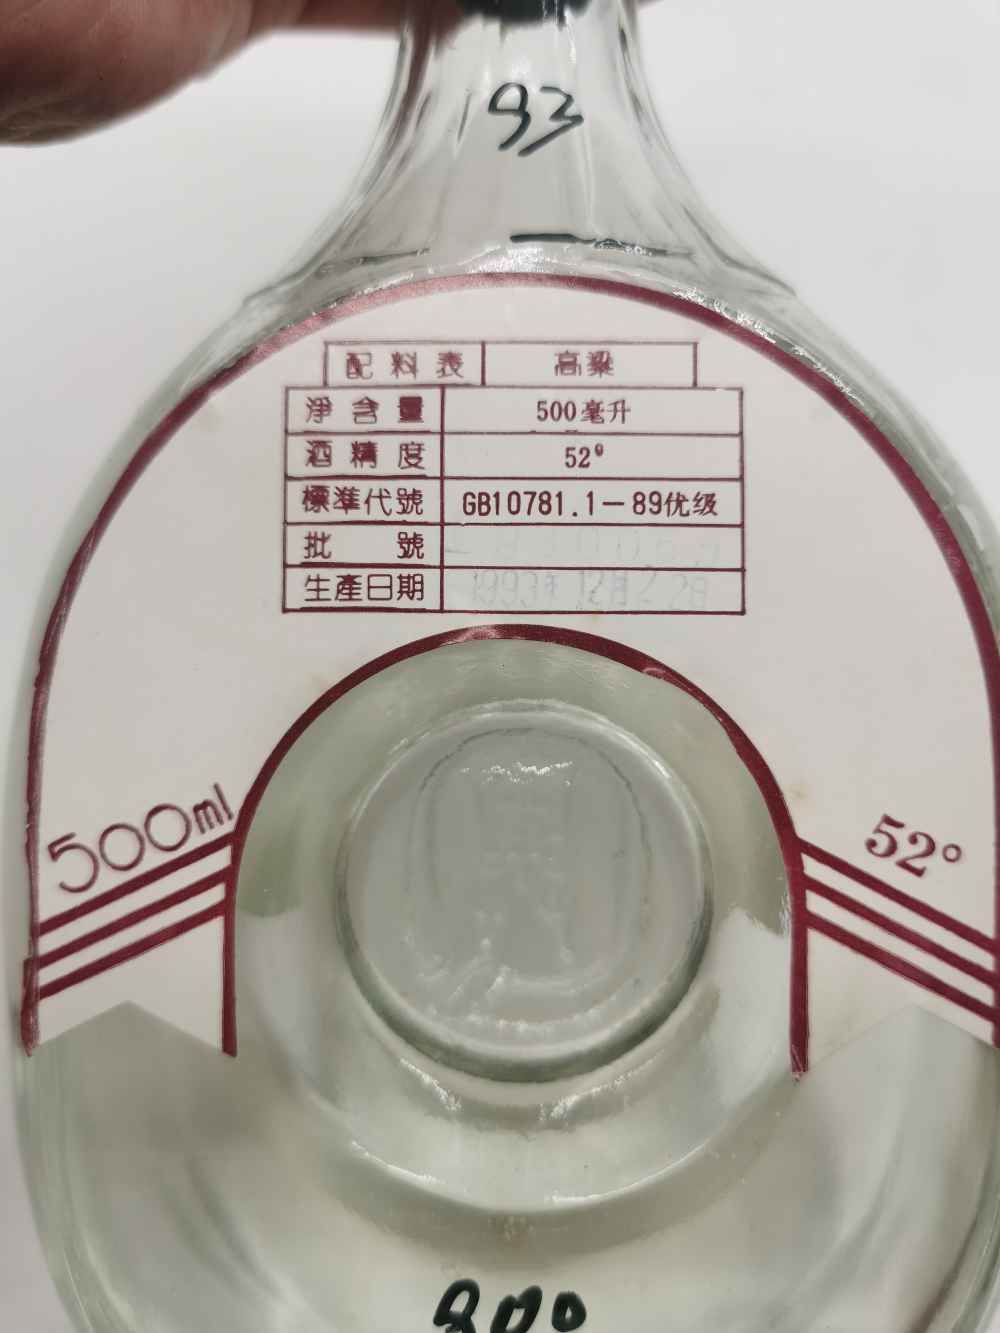 93
配料表 高粱
淨含量 500毫升
酒精度 52°
標準代號 GB10781.1-89优级
批號
生產日期 1993年12月28
500ml 52°